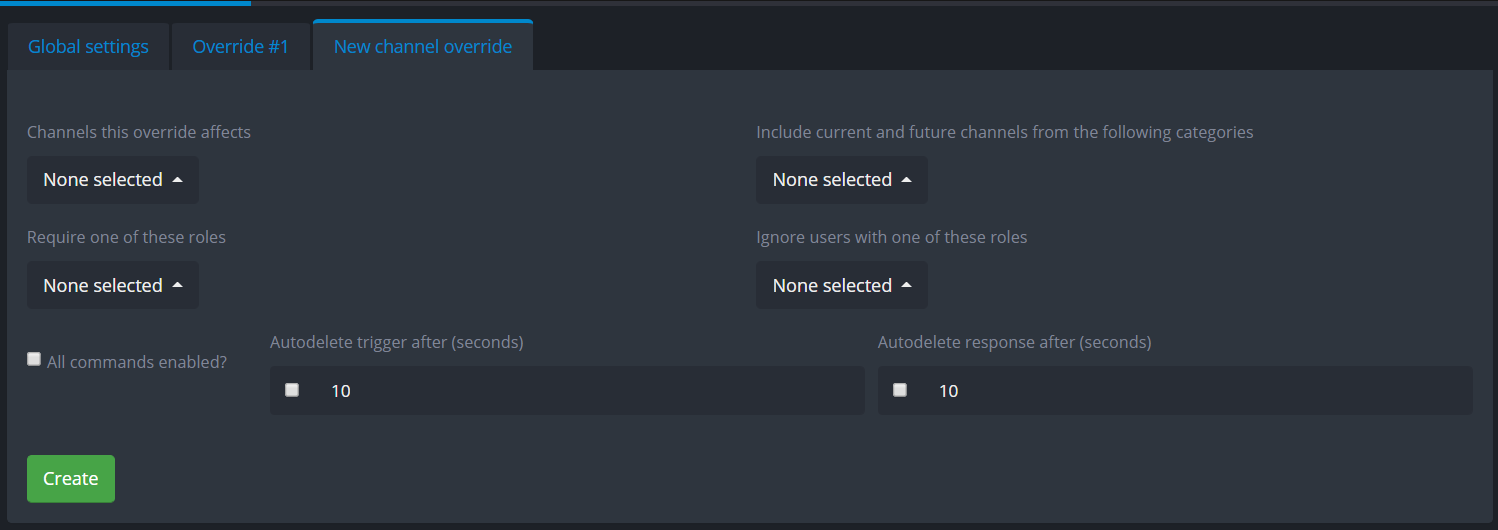 Global settings
Override #1
New channel override
Channels this override affects
Include current and future channels from the following categories
None selected
None selected
Require one of these roles
Ignore users with one of these roles
None selected
None selected
All commands enabled?
Autodelete trigger after (seconds)
Autodelete response after (seconds)
10
10
Create